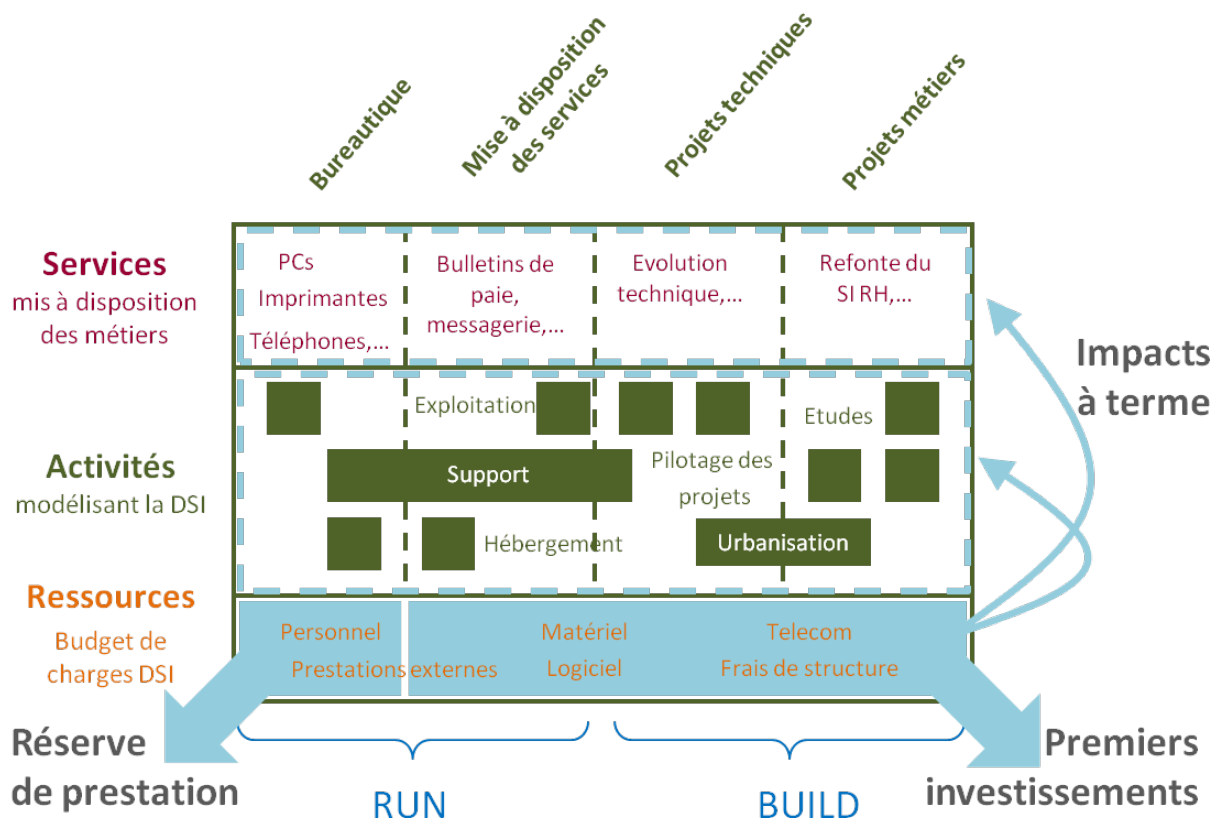 Bureautique
Mise à disposition
des services
Projets techniques
Projets métiers
Services
mis à disposition
des métiers
PCs
Imprimantes
Téléphones,...
Bulletins de
paie,
messagerie,...
Evolution
technique,...
Refonte du
SI RH,...
Impacts
à terme
Activités
modélisant la DSI
Exploitation
Etudes
Support
Pilotage des
projets
Hébergement
Urbanisation
Ressources
Budget de
charges DSI
Personnel
Matériel
Telecom
Prestations externes
Logiciel
Frais de structure
Réserve
de prestation
Premiers
investissements
RUN
BUILD